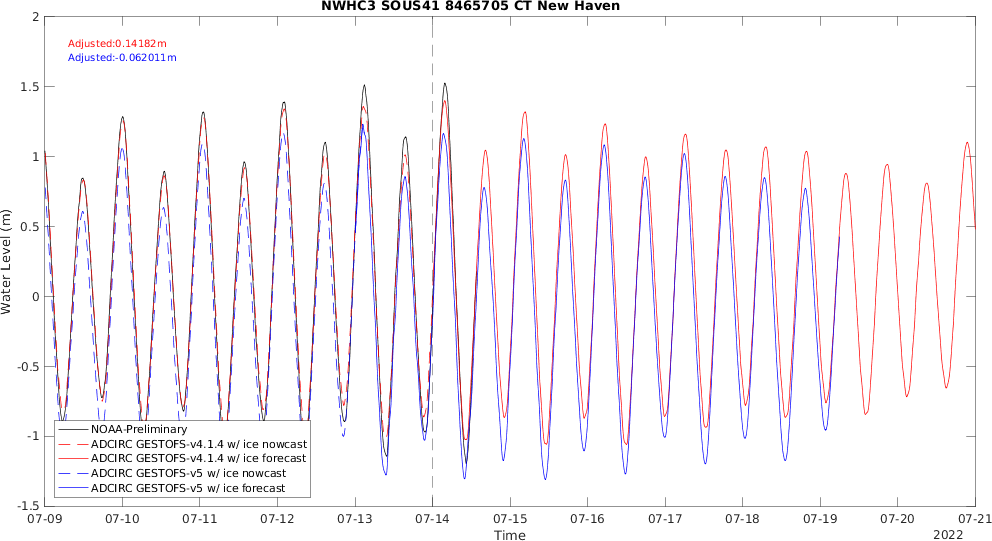 NWHC3 SOUS41 8465705 CT New Haven
Adjusted:0.14182m
Adjusted:-0.062011m
Water Level (m)
2
1.5
1
0.5
0
-0.5
-1
-1.5
NOAA-Preliminary
ADCIRC GESTOFS-v4.1.4 w/ ice nowcast
ADCIRC GESTOFS-v4.1.4 w/ ice forecast
ADCIRC GESTOFS-v5 w/ ice nowcast
ADCIRC GESTOFS-v5 w/ ice forecast
07-09 07-10 07-11 07-12 07-13 07-14 07-15 07-16 07-17 07-18 07-19 07-20 07-21
Time
2022